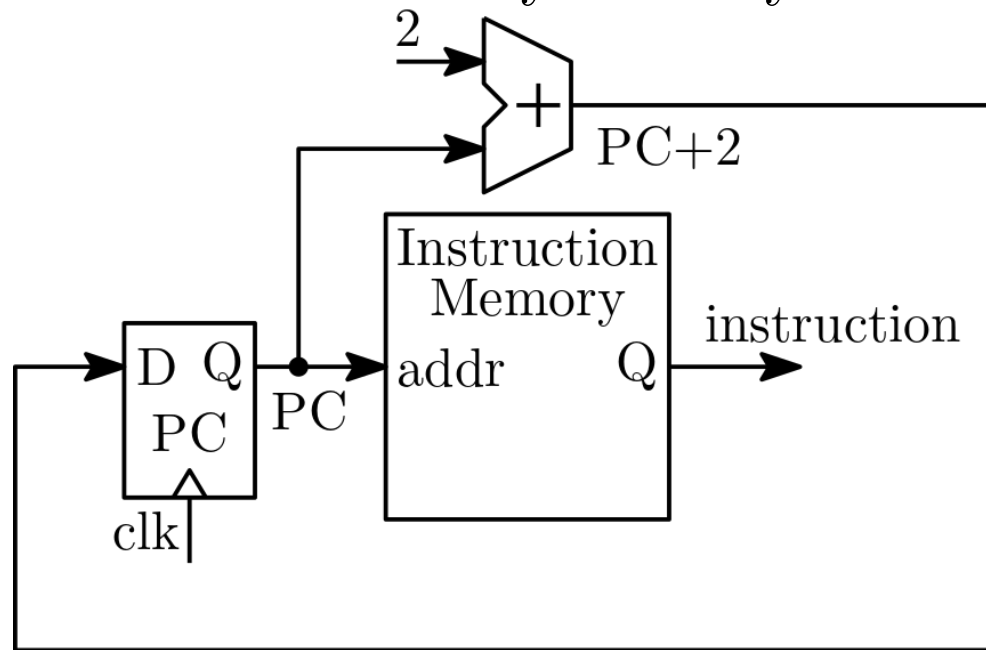 2
+
PC+2
Instruction
Memory
instruction
D Q
addr
Q
PC
PC
clk